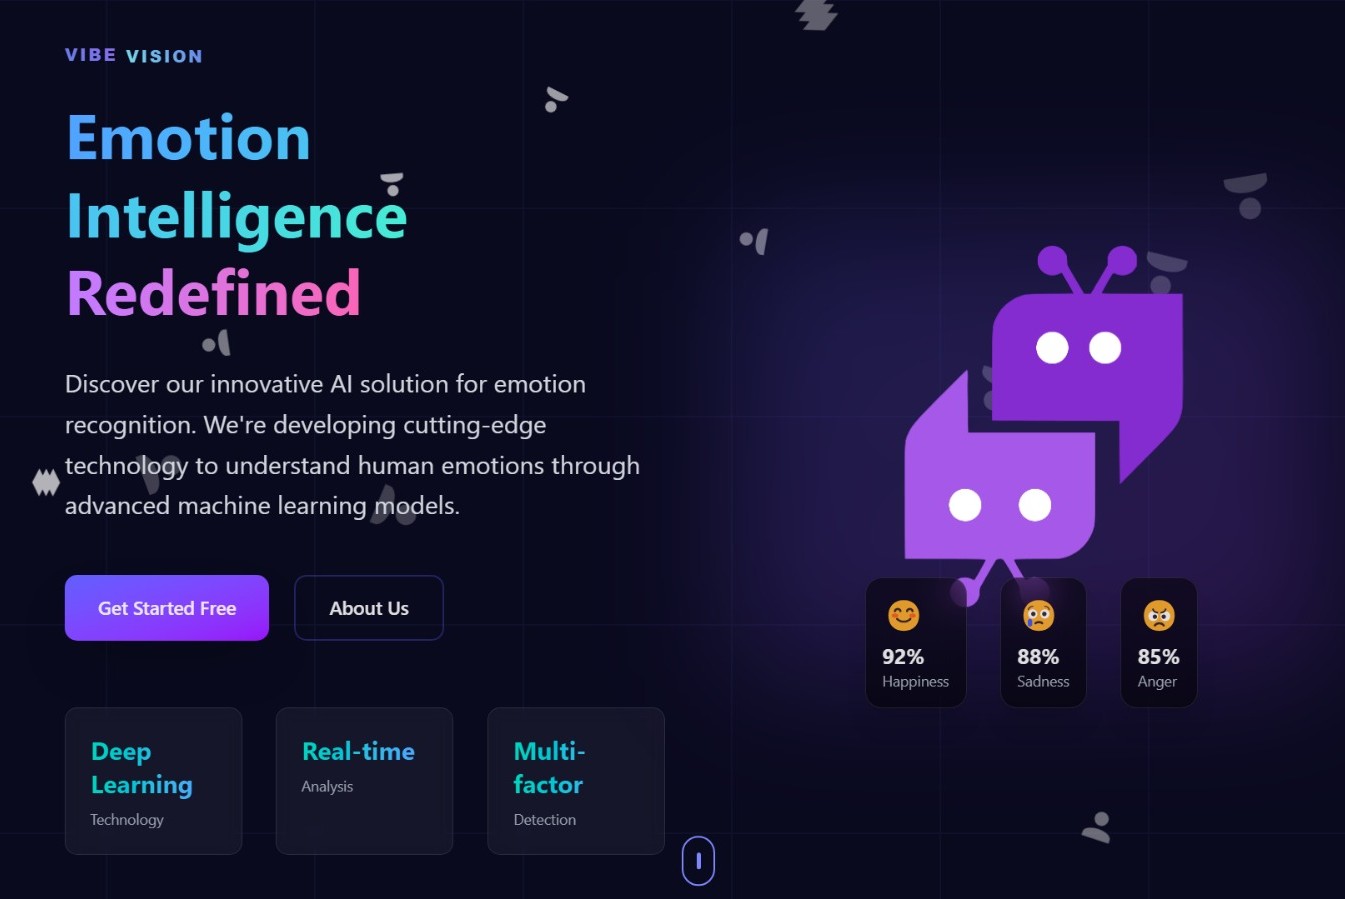 VIBE VISION
Emotion
Intelligence
Redefined
Discover our innovative AI solution for emotion
recognition. We're developing cutting-edge
technology to understand human emotions through
advanced machine learning models.
Get Started Free
About Us
Deep
Learning
Technology
Real-time
Analysis
Multi-
factor
Detection
92%
Happiness
88%
Sadness
85%
Anger